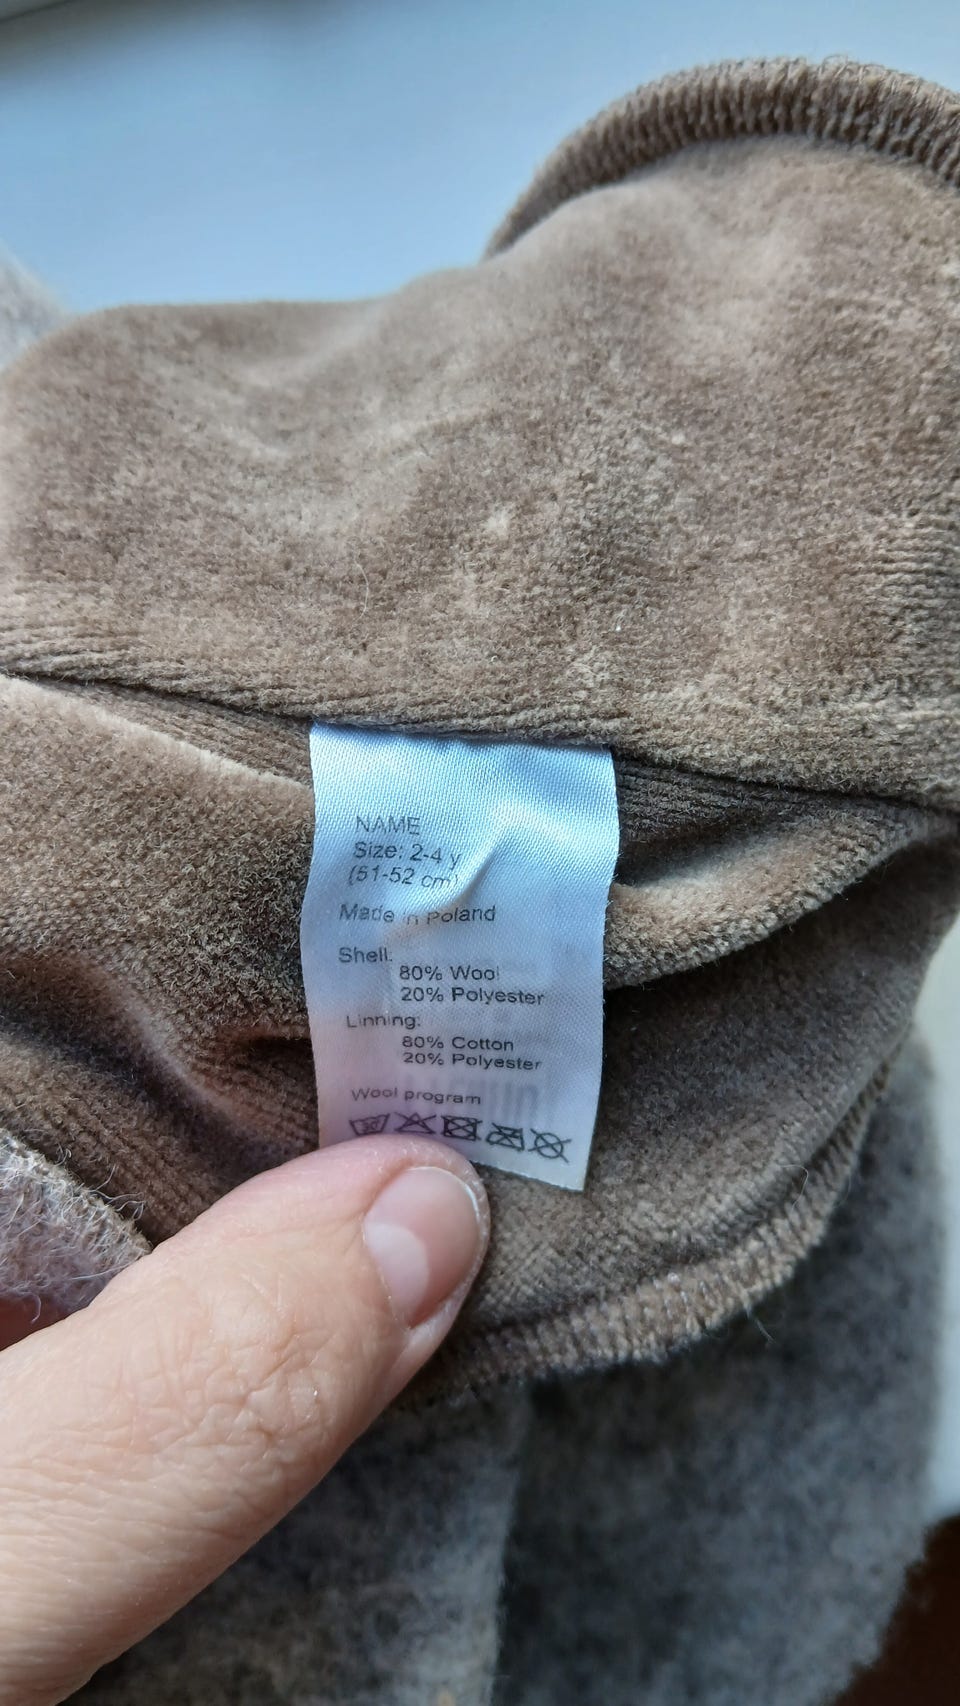 NAME
Size: 2-4 y
(51-52 cm)
Made in Poland
Shell:
80% Wool
20% Polyester
Linning:
80% Cotton
20% Polyester
Wool program